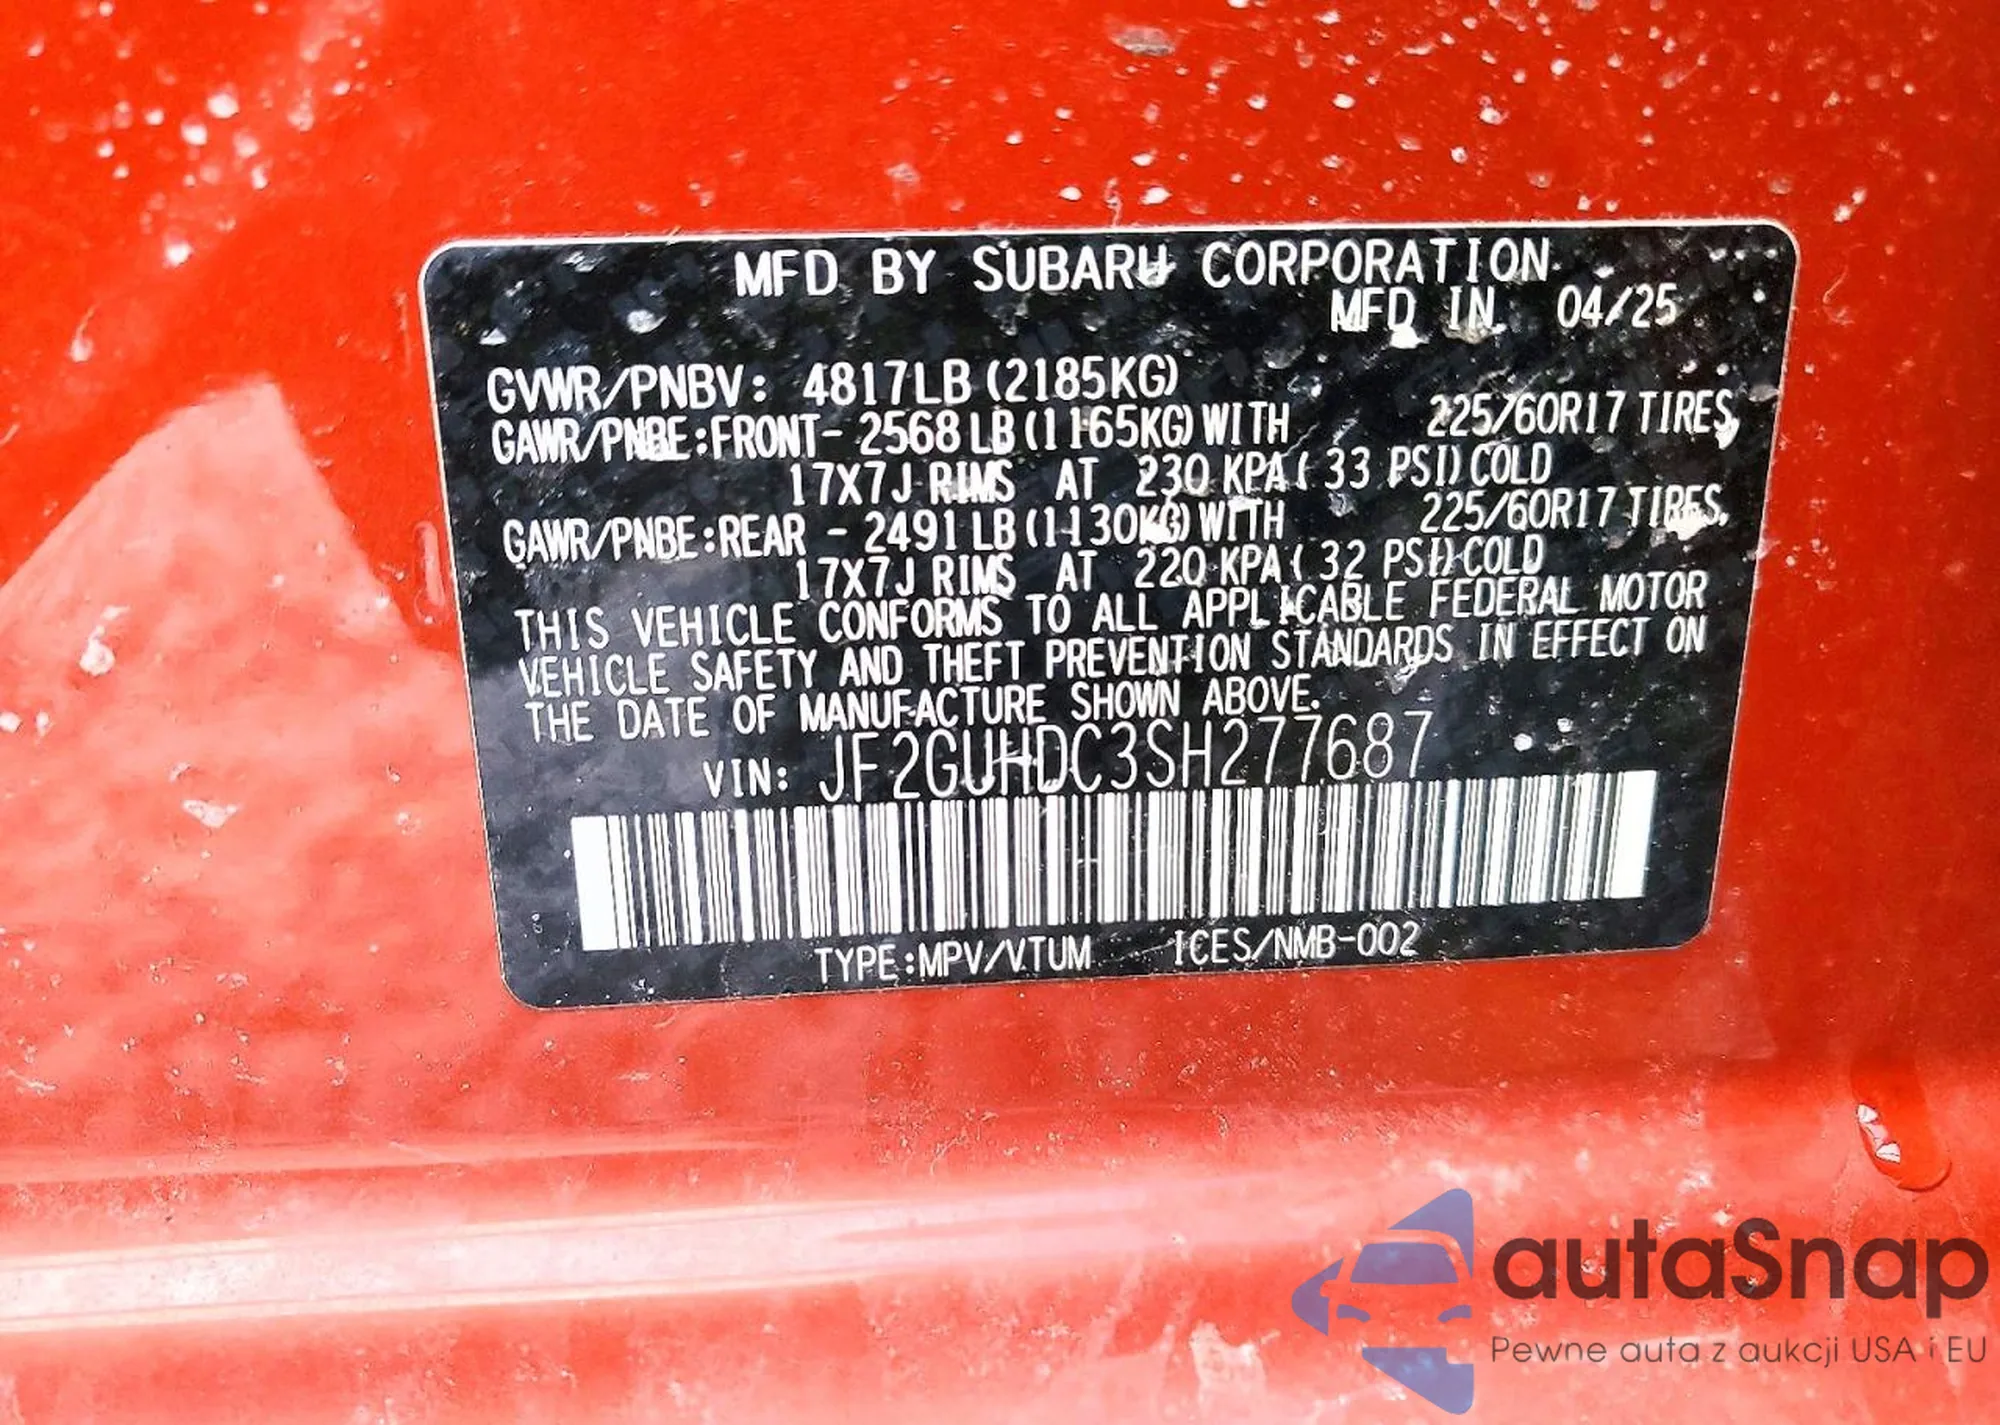 MFD BY SUBARU CORPORATION
MFD IN 04/25
GVWR/PNBV: 4817LB (2185KG)
GAWR/PNBE:FRONT- 2568 LB (1165KG) WITH 225/60R17 TIRES,
17X7J RIMS AT 230 KPA ( 33 PSI) COLD
GAWR/PNBE:REAR - 2491 LB (1130KG) WITH 225/60R17 TIRES,
17X7J RIMS AT 220 KPA ( 32 PSI) COLD
THIS VEHICLE CONFORMS TO ALL APPLICABLE FEDERAL MOTOR
VEHICLE SAFETY AND THEFT PREVENTION STANDARDS IN EFFECT ON
THE DATE OF MANUFACTURE SHOWN ABOVE.
VIN: JF2GUHDC3SH277687
TYPE:MPV/VTUM ICES/NMB-002
autaSnap
Pewne auta z aukcji USA i EU